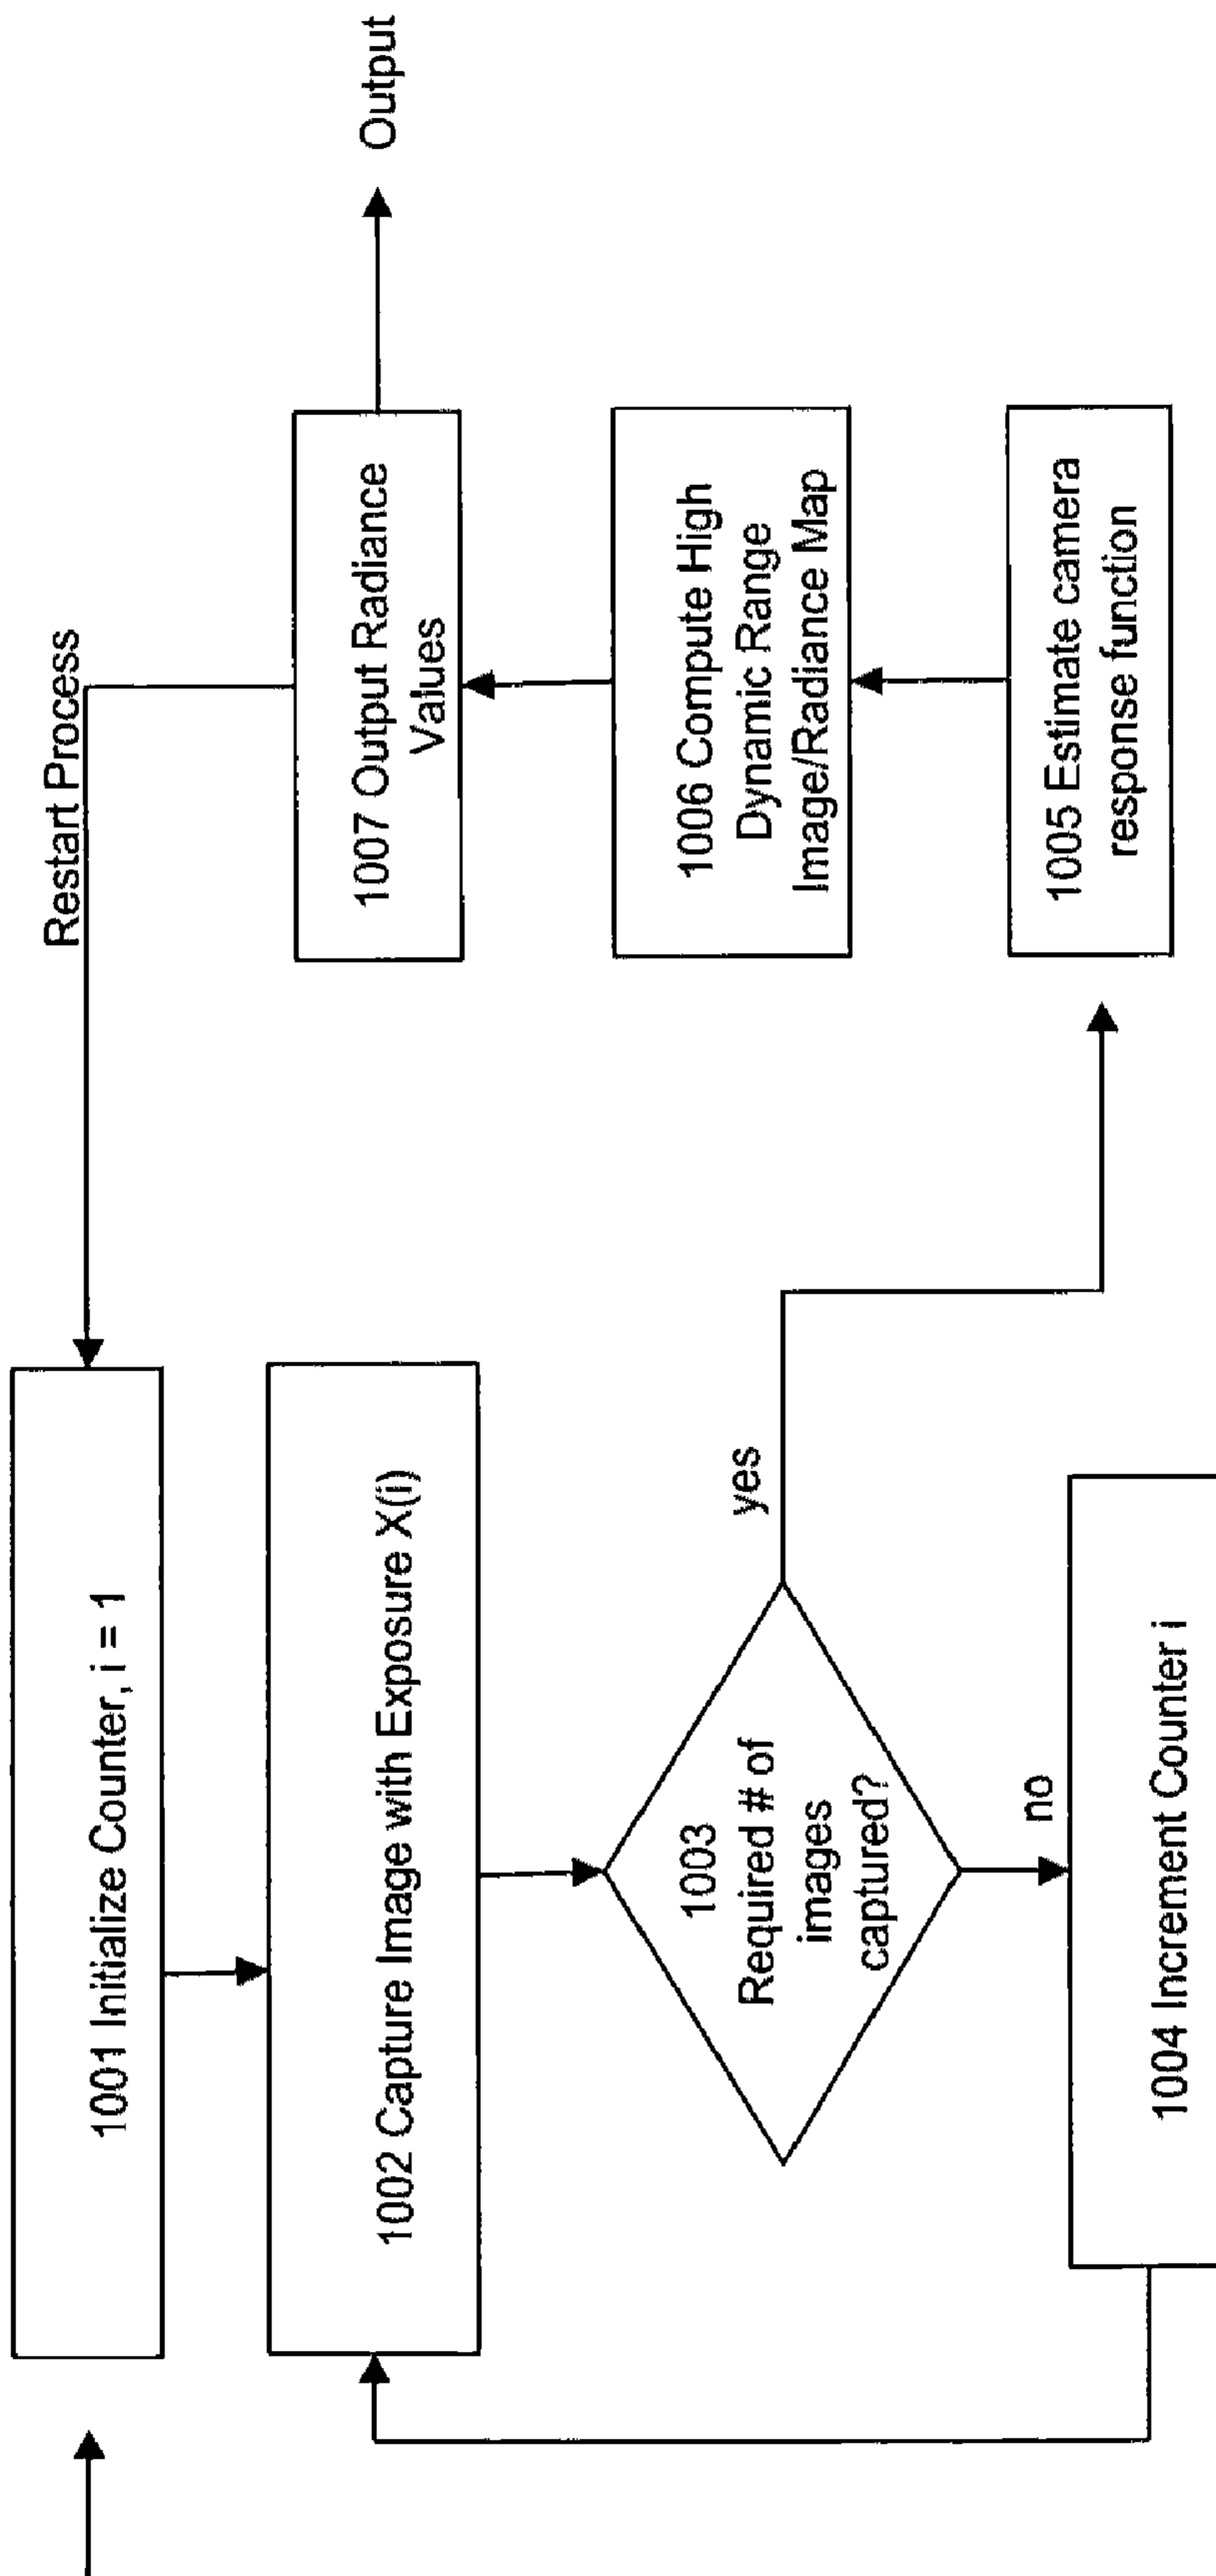 1001 Initialize Counter, i = 1
1002 Capture Image with Exposure X(i)
1003
Required # of
images
captured?
yes
no
1004 Increment Counter i
Restart Process
1007 Output Radiance
Values
Output
1006 Compute High
Dynamic Range
Image/Radiance Map
1005 Estimate camera
response function